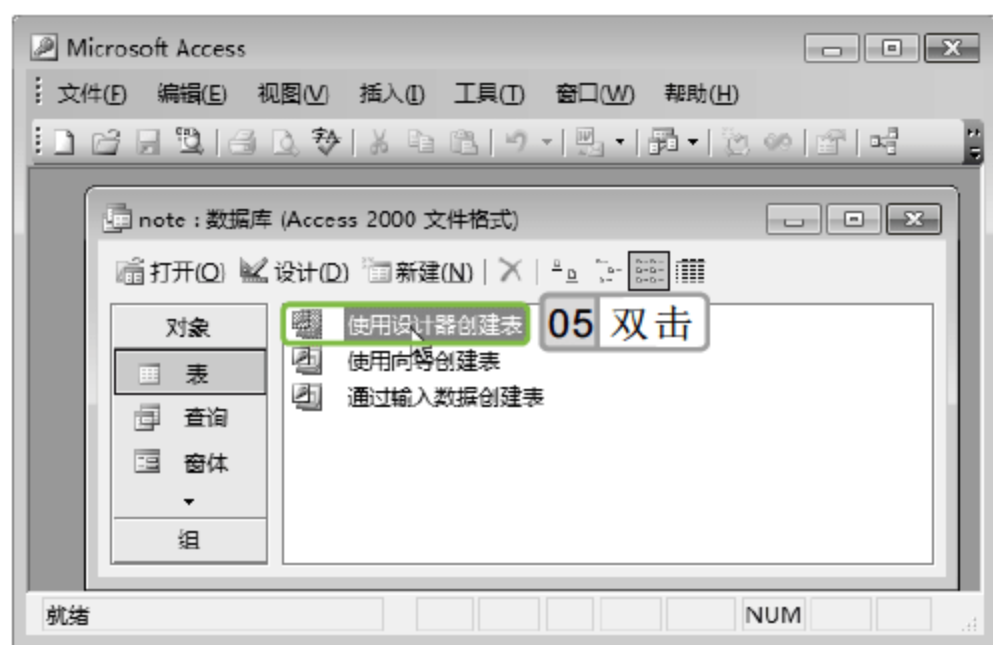 Microsoft Access
文件(F) 编辑(E) 视图(V) 插入(I) 工具(T) 窗口(W) 帮助(H)
note : 数据库 (Access 2000 文件格式)
打开(O) 设计(D) 新建(N)
对象
使用设计器创建表 05 双击
表
使用向导创建表
通过输入数据创建表
查询
窗体
组
就绪 NUM